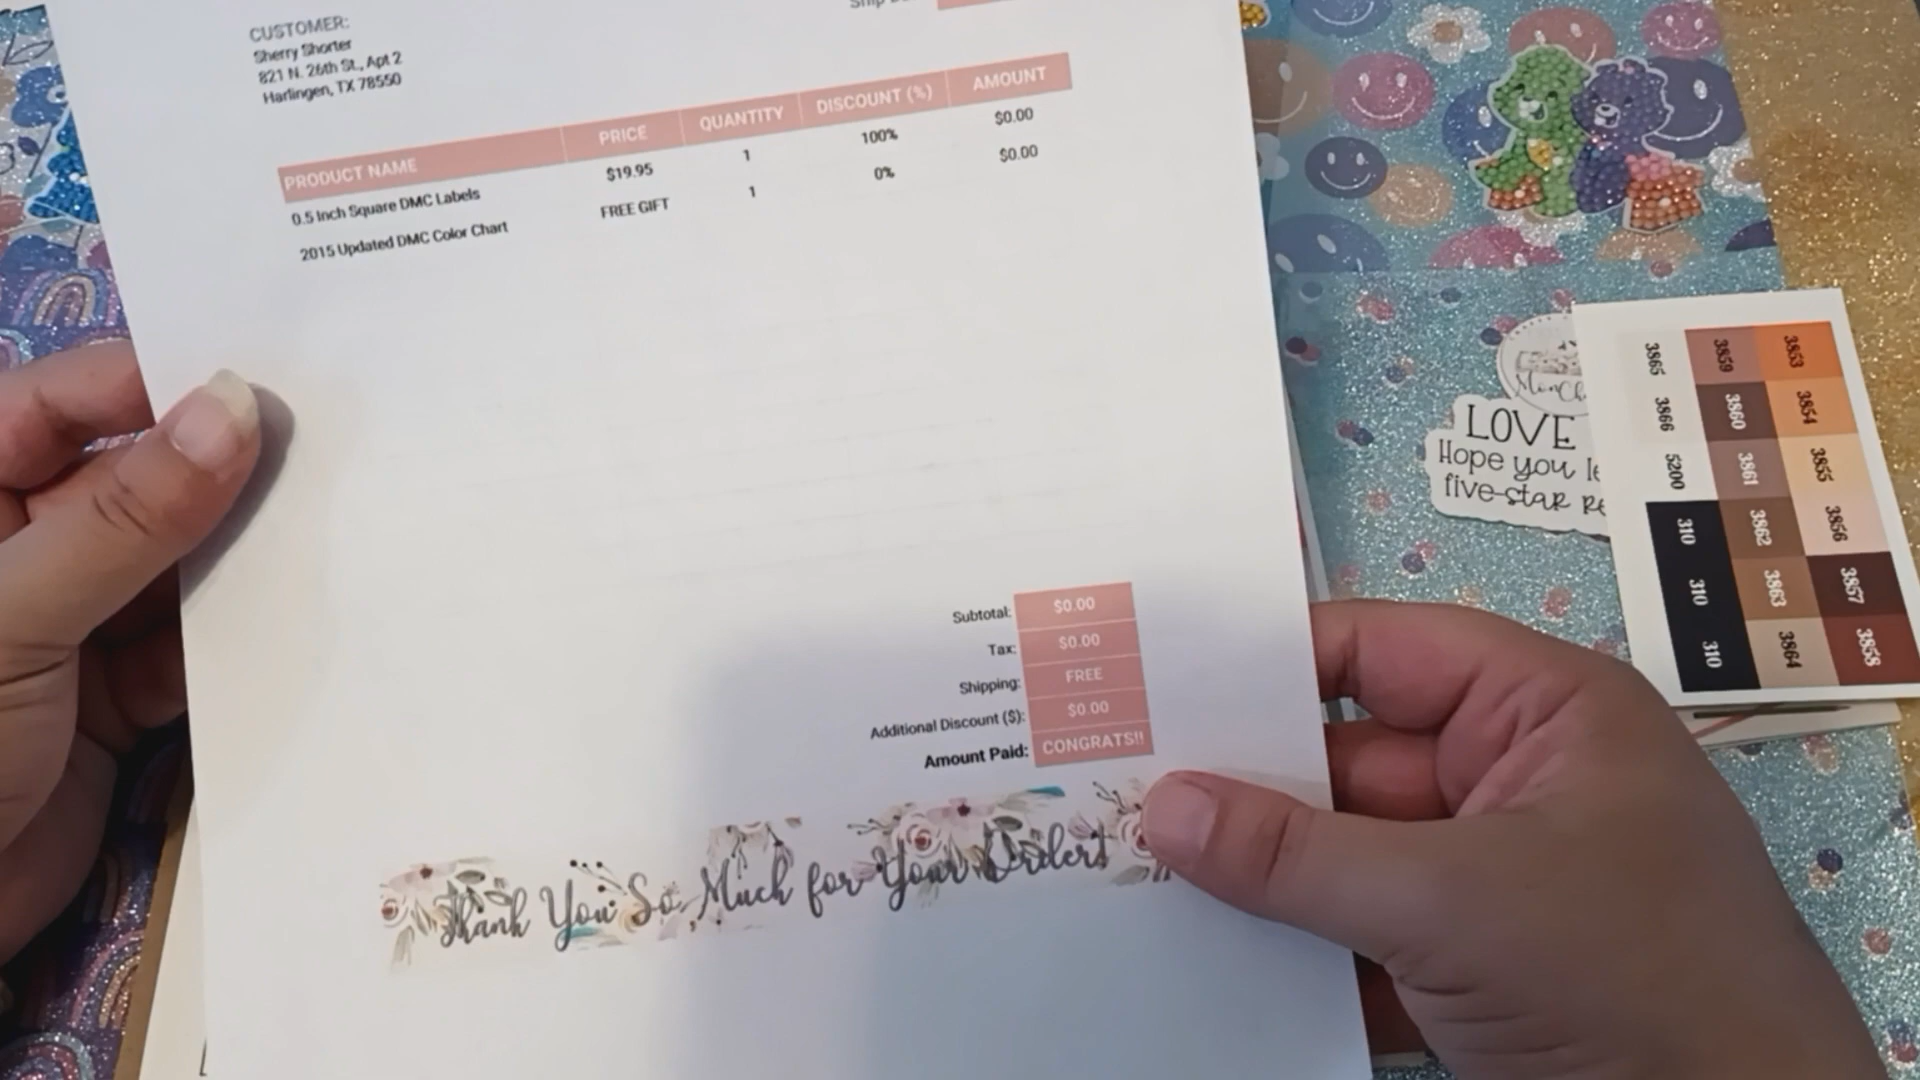 Ship
CUSTOMER:
Sherry Shorter
821 N. 26th St., Apt 2
Harlingen, TX 78550
PRODUCT NAME PRICE QUANTITY DISCOUNT (%) AMOUNT
0.5 Inch Square DMC Labels $19.95 1 100% $0.00
2015 Updated DMC Color Chart FREE GIFT 1 0% $0.00
Subtotal: $0.00
Tax: $0.00
Shipping: FREE
Additional Discount ($): $0.00
Amount Paid: CONGRATS!!
Thank You So Much for Your Order!
MonCh
LOVE
Hope you le
five-star re
3865 3859 3853
3866 3860 3854
5200 3861 3855
310 3862 3856
310 3863 3857
310 3864 3858